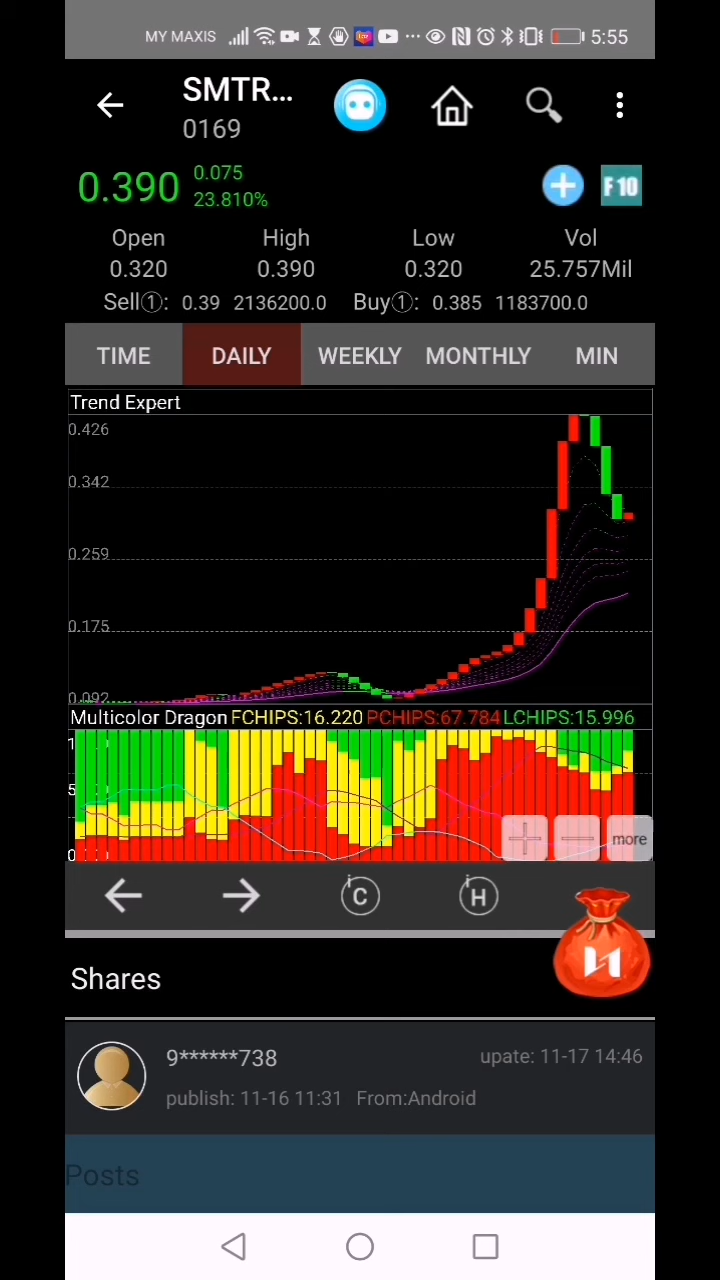 MY MAXIS 5:55
SMTR...
0169
0.390 0.075
23.810%
F10
Open High Low Vol
0.320 0.390 0.320 25.757Mil
Sell①: 0.39 2136200.0 Buy①: 0.385 1183700.0
TIME DAILY WEEKLY MONTHLY MIN
Trend Expert
0.426
0.342
0.259
0.175
0.092
Multicolor Dragon FCHIPS:16.220 PCHIPS:67.784 LCHIPS:15.996
more
C H
Shares
9******738 upate: 11-17 14:46
publish: 11-16 11:31 From:Android
Posts